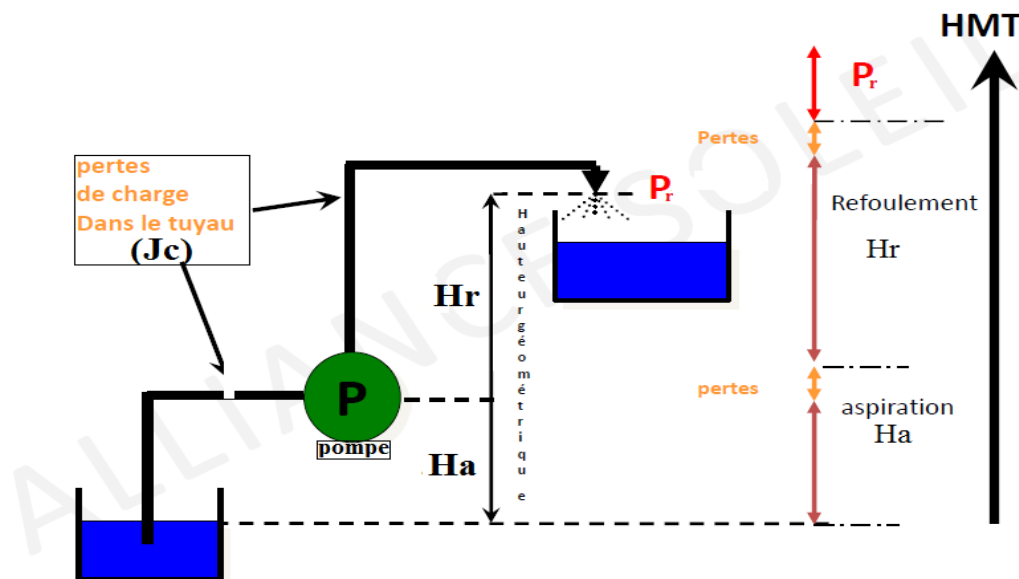 HMT
Pr
Pertes
pertes
de charge
Dans le tuyau
(Jc)
Pr
Refoulement
Hr
Hauteur géométriqu e
Hr
P
pompe
pertes
aspiration
Ha
Ha
ALLIANCE SOLEIL